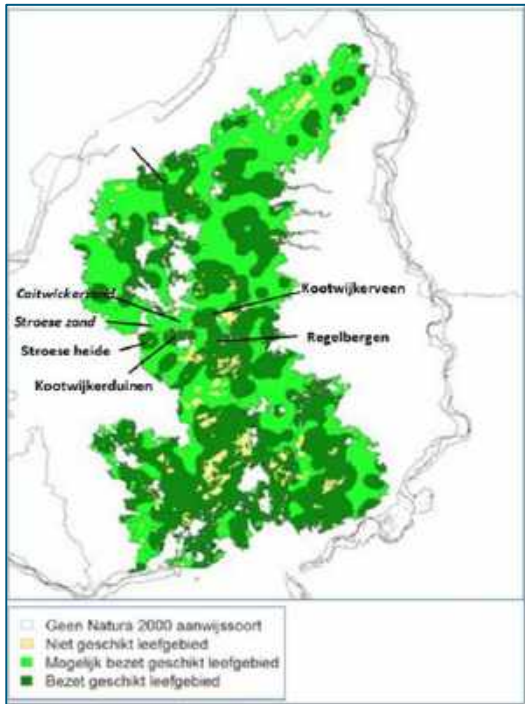 Kootwijkerveen
Caitwickerzand
Stroese zand
Regelbergen
Stroese heide
Kootwijkerduinen
Geen Natura 2000 aanwijssoort
Niet geschikt leefgebied
Mogelijk bezet geschikt leefgebied
Bezet geschikt leefgebied